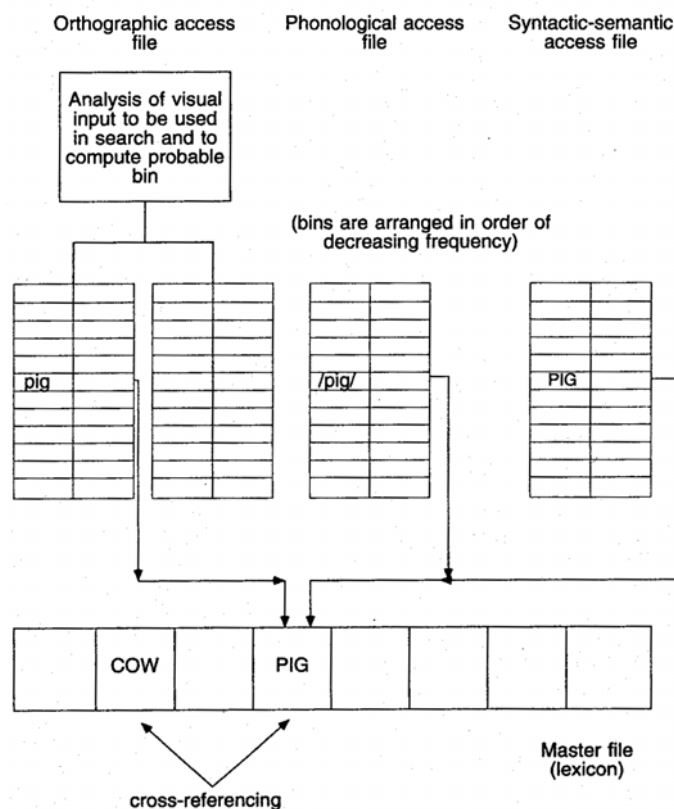 Orthographic access
file
Phonological access
file
Syntactic-semantic
access file
Analysis of visual
input to be used
in search and to
compute probable
bin
(bins are arranged in order of
decreasing frequency)
pig
/pig/
PIG
COW
PIG
Master file
(lexicon)
cross-referencing